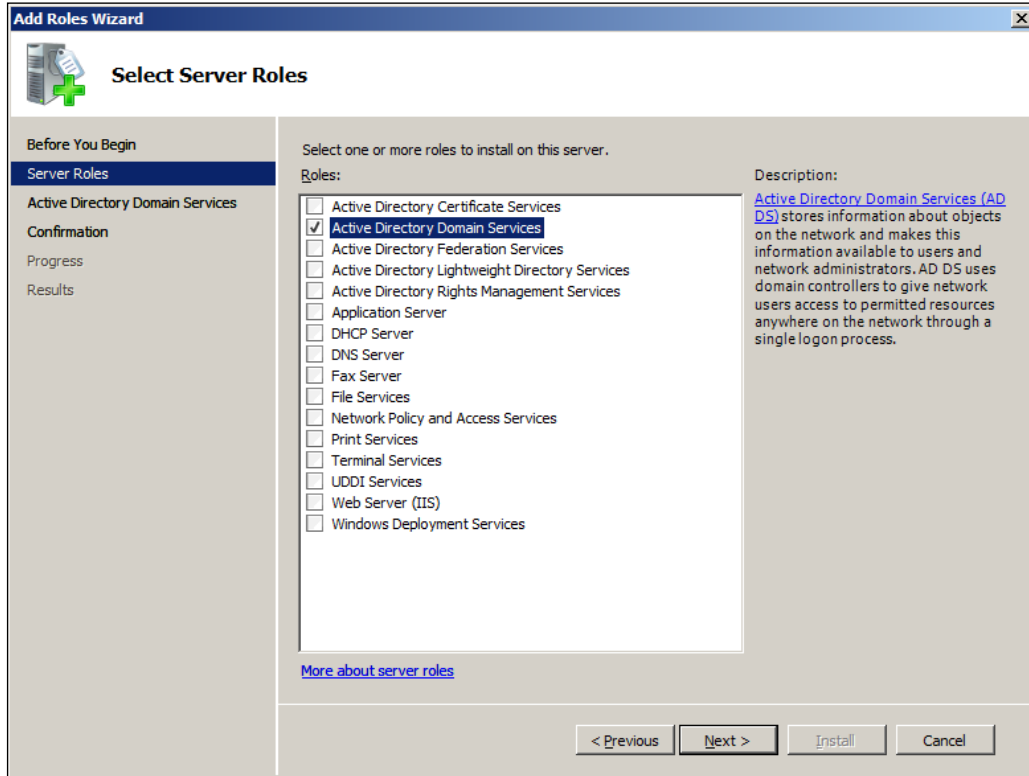 Add Roles Wizard
Select Server Roles
Before You Begin
Server Roles
Active Directory Domain Services
Confirmation
Progress
Results
Select one or more roles to install on this server.
Roles:
Active Directory Certificate Services
Active Directory Domain Services
Active Directory Federation Services
Active Directory Lightweight Directory Services
Active Directory Rights Management Services
Application Server
DHCP Server
DNS Server
Fax Server
File Services
Network Policy and Access Services
Print Services
Terminal Services
UDDI Services
Web Server (IIS)
Windows Deployment Services
More about server roles
Description:
Active Directory Domain Services (AD
DS) stores information about objects
on the network and makes this
information available to users and
network administrators. AD DS uses
domain controllers to give network
users access to permitted resources
anywhere on the network through a
single logon process.
< Previous
Next >
Install
Cancel